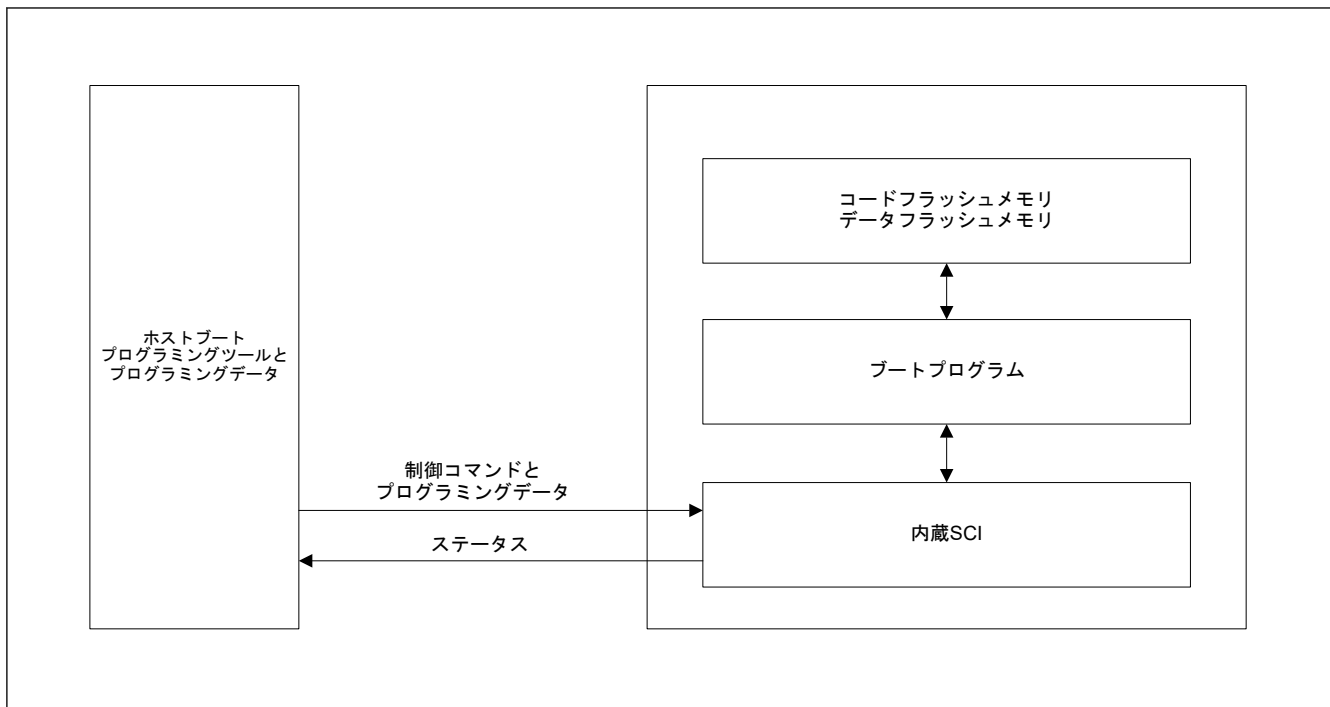 コードフラッシュメモリ
データフラッシュメモリ
ホストブート
プログラミングツールと
プログラミングデータ
ブートプログラム
制御コマンドと
プログラミングデータ
内蔵SCI
ステータス